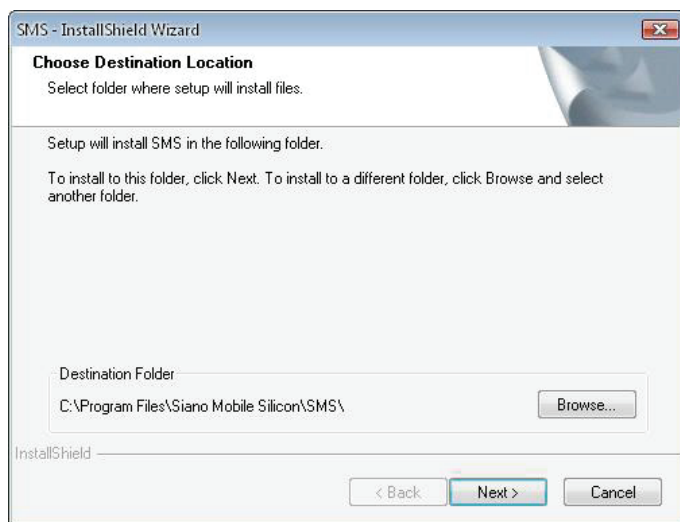 SMS - InstallShield Wizard
Choose Destination Location
Select folder where setup will install files.
Setup will install SMS in the following folder.
To install to this folder, click Next. To install to a different folder, click Browse and select
another folder.
Destination Folder
C:\Program Files\Siano Mobile Silicon\SMS\
Browse...
InstallShield
< Back
Next >
Cancel